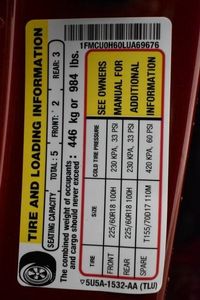 1FMCU0H60LUA69676
TIRE AND LOADING INFORMATION
SEATING CAPACITY TOTAL: 5 FRONT: 2 REAR: 3
The combined weight of occupants
and cargo should never exceed: 446 kg or 984 lbs.
TIRE SIZE COLD TIRE PRESSURE
FRONT 225/60R18 100H 230 KPA, 33 PSI
REAR 225/60R18 100H 230 KPA, 33 PSI
SPARE T155/70D17 110M 420 KPA, 60 PSI
SEE OWNERS
MANUAL FOR
ADDITIONAL
INFORMATION
5U5A-1532-AA (TLU)